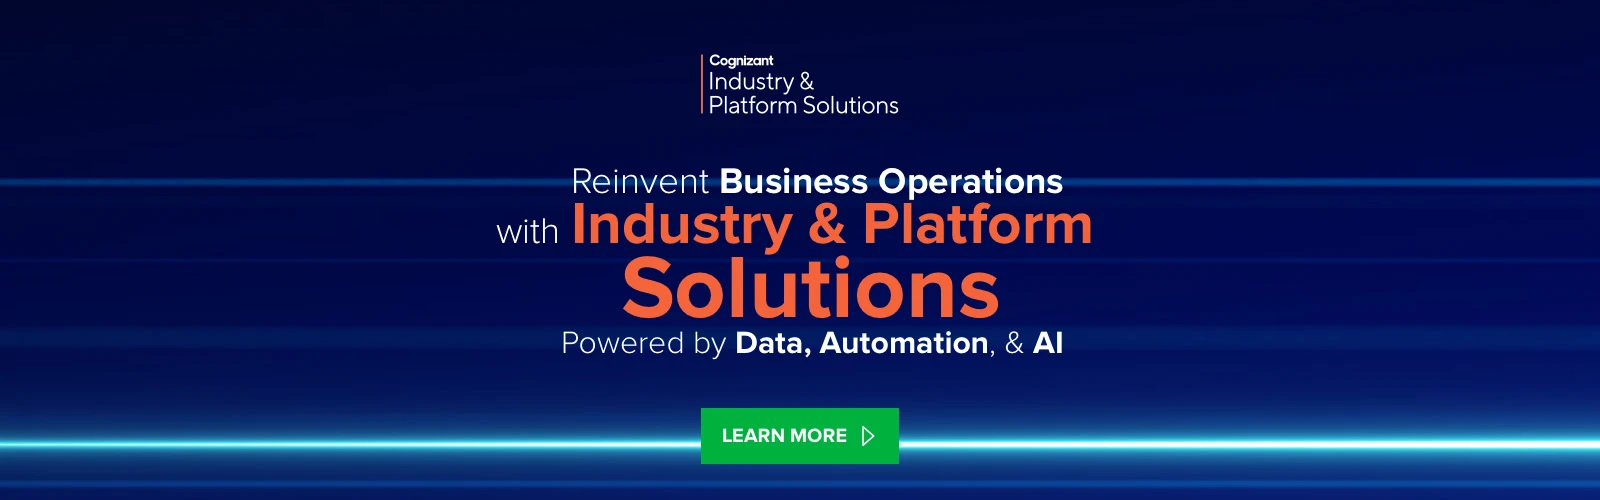 Cognizant
Industry &
Platform Solutions
Reinvent Business Operations
with Industry & Platform
Solutions
Powered by Data, Automation, & AI
LEARN MORE